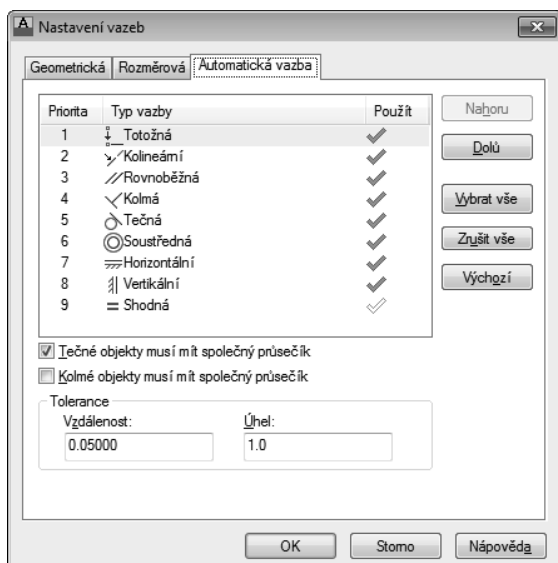 A Nastavení vazeb
Geometrická Rozměrová Automatická vazba
Priorita Typ vazby Použít
1 Totožná
2 Kolineární
3 Rovnoběžná
4 Kolmá
5 Tečná
6 Soustředná
7 Horizontální
8 Vertikální
9 Shodná
Nahoru
Dolů
Vybrat vše
Zrušit vše
Výchozí
Tečné objekty musí mít společný průsečík
Kolmé objekty musí mít společný průsečík
Tolerance
Vzdálenost: Úhel:
0.05000 1.0
OK Storno Nápověda